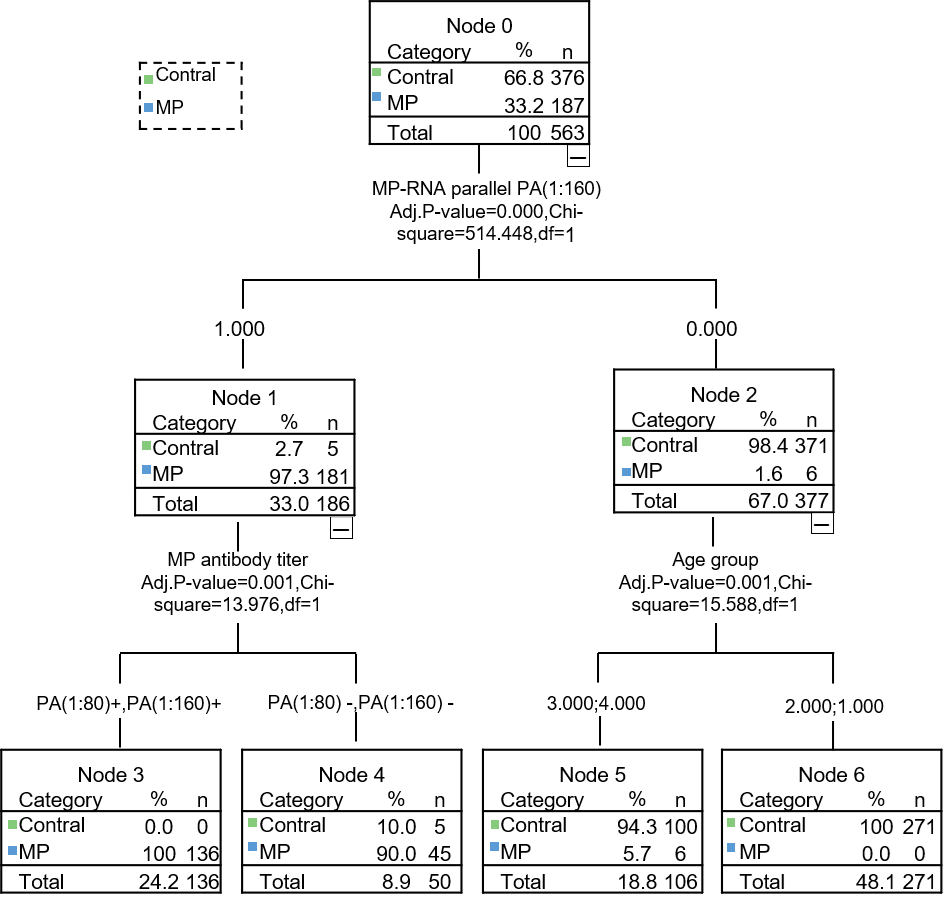 Node 0
Category % n
Contral 66.8 376
MP 33.2 187
Total 100 563
Contral
MP
MP-RNA parallel PA(1:160)
Adj.P-value=0.000,Chi-
square=514.448,df=1
1.000
0.000
Node 1
Category % n
Contral 2.7 5
MP 97.3 181
Total 33.0 186
Node 2
Category % n
Contral 98.4 371
MP 1.6 6
Total 67.0 377
MP antibody titer
Adj.P-value=0.001,Chi-
square=13.976,df=1
Age group
Adj.P-value=0.001,Chi-
square=15.588,df=1
PA(1:80)+,PA(1:160)+
PA(1:80) -,PA(1:160) -
3.000;4.000
2.000;1.000
Node 3
Category % n
Contral 0.0 0
MP 100 136
Total 24.2 136
Node 4
Category % n
Contral 10.0 5
MP 90.0 45
Total 8.9 50
Node 5
Category % n
Contral 94.3 100
MP 5.7 6
Total 18.8 106
Node 6
Category % n
Contral 100 271
MP 0.0 0
Total 48.1 271